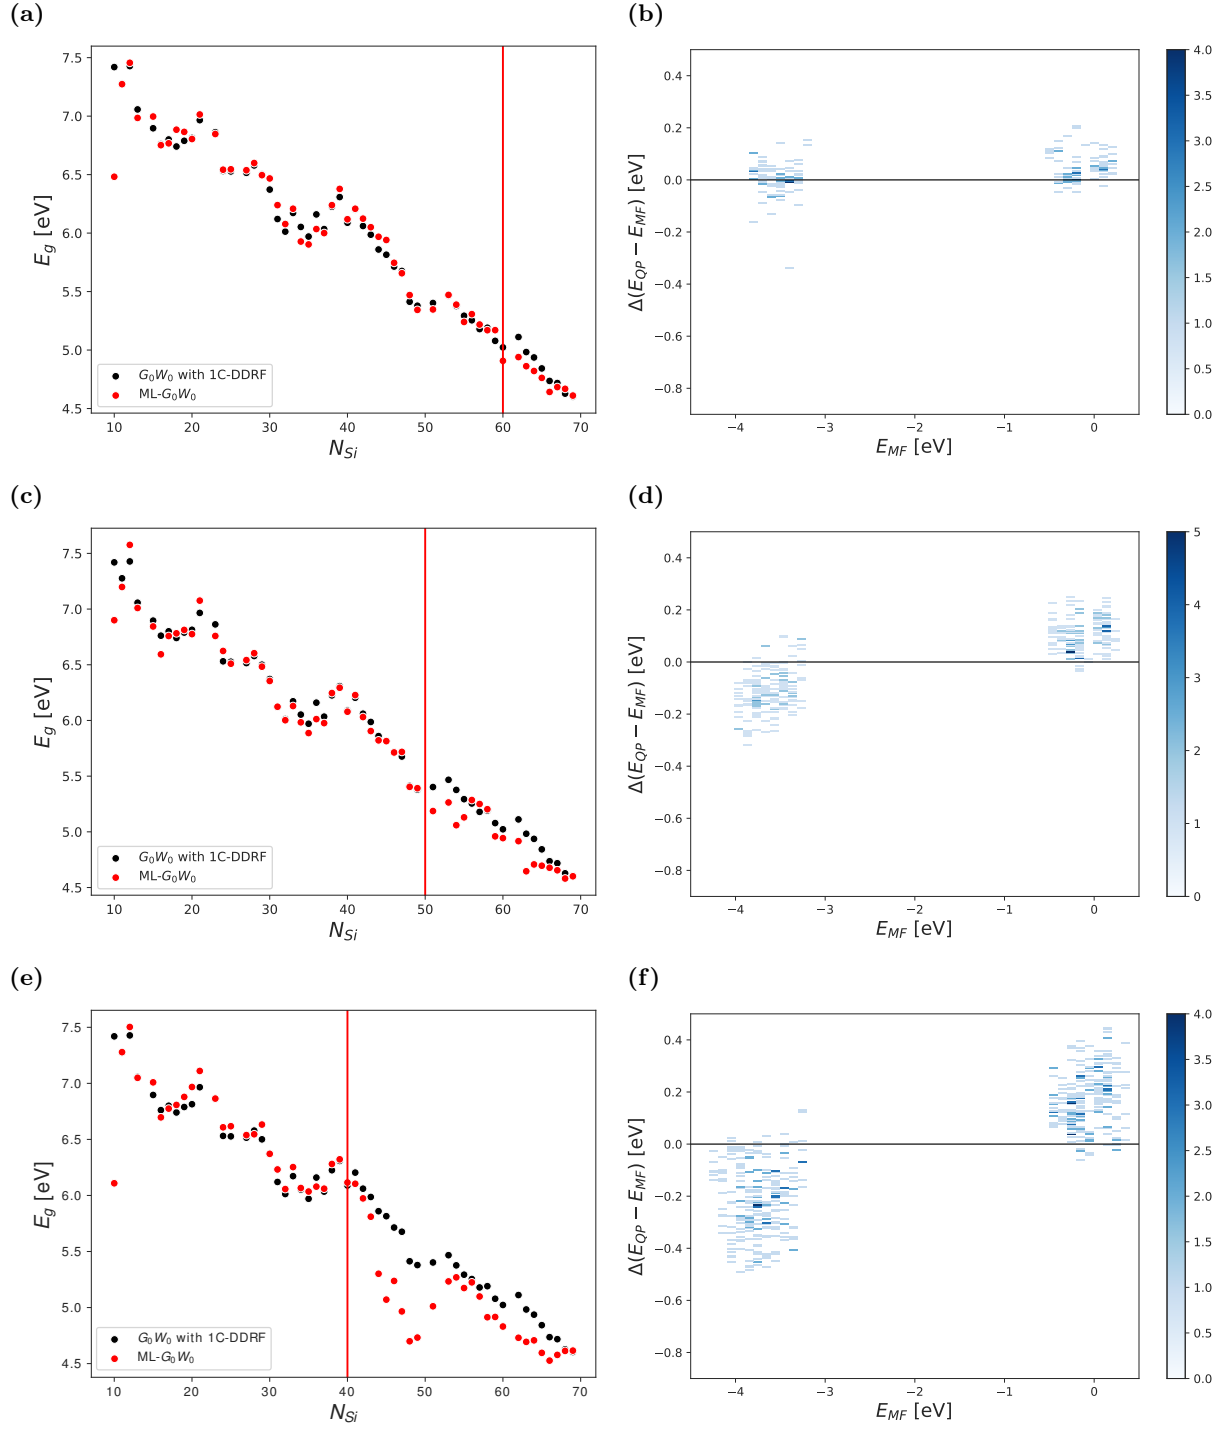 (a)
7.5
7.0
6.5
6.0
5.5
5.0
4.5
E_g [eV]
G₀W₀ with 1C-DDRF
ML-G₀W₀
10 20 30 40 50 60 70
N_Si
(b)
0.4
0.2
0.0
−0.2
−0.4
−0.6
−0.8
Δ(E_QP − E_MF) [eV]
−4 −3 −2 −1 0
E_MF [eV]
4.0
3.5
3.0
2.5
2.0
1.5
1.0
0.5
0.0
(c)
7.5
7.0
6.5
6.0
5.5
5.0
4.5
E_g [eV]
G₀W₀ with 1C-DDRF
ML-G₀W₀
10 20 30 40 50 60 70
N_Si
(d)
0.4
0.2
0.0
−0.2
−0.4
−0.6
−0.8
Δ(E_QP − E_MF) [eV]
−4 −3 −2 −1 0
E_MF [eV]
5
4
3
2
1
0
(e)
7.5
7.0
6.5
6.0
5.5
5.0
4.5
E_g [eV]
G₀W₀ with 1C-DDRF
ML-G₀W₀
10 20 30 40 50 60 70
N_Si
(f)
0.4
0.2
0.0
−0.2
−0.4
−0.6
−0.8
Δ(E_QP − E_MF) [eV]
−4 −3 −2 −1 0
E_MF [eV]
4.0
3.5
3.0
2.5
2.0
1.5
1.0
0.5
0.0